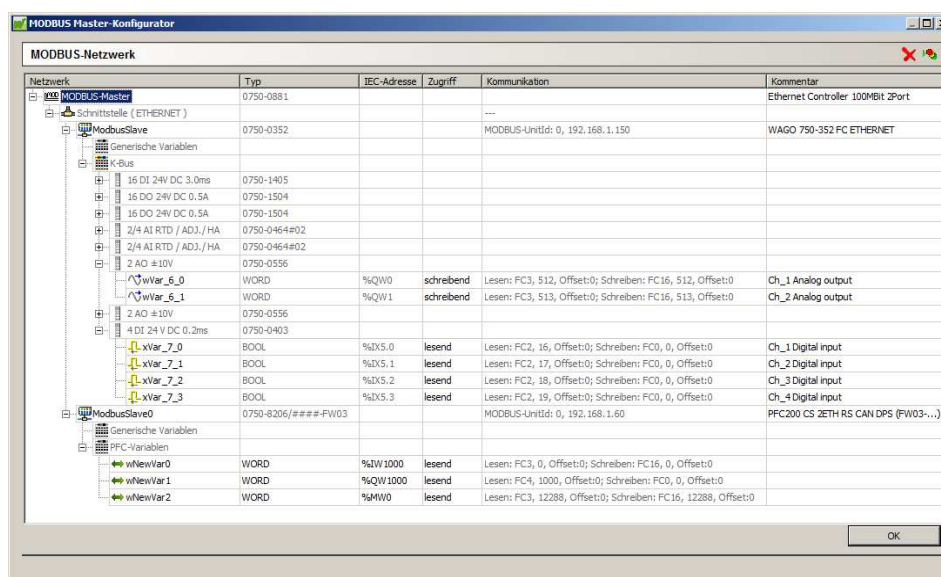 MODBUS Master-Konfigurator
MODBUS-Netzwerk
Netzwerk Typ IEC-Adresse Zugriff Kommunikation Kommentar
MODBUS-Master 0750-0881 Ethernet Controller 100MBit 2Port
Schnittstelle ( ETHERNET ) ---
ModbusSlave 0750-0352 MODBUS-UnitId: 0, 192.168.1.150 WAGO 750-352 FC ETHERNET
Generische Variablen
K-Bus
16 DI 24V DC 3.0ms 0750-1405
16 DO 24V DC 0.5A 0750-1504
16 DO 24V DC 0.5A 0750-1504
2/4 AI RTD / ADJ./ HA 0750-0464#02
2/4 AI RTD / ADJ./ HA 0750-0464#02
2 AO ±10V 0750-0556
wVar_6_0 WORD %QW0 schreibend Lesen: FC3, 512, Offset:0; Schreiben: FC16, 512, Offset:0 Ch_1 Analog output
wVar_6_1 WORD %QW1 schreibend Lesen: FC3, 513, Offset:0; Schreiben: FC16, 513, Offset:0 Ch_2 Analog output
2 AO ±10V 0750-0556
4 DI 24 V DC 0.2ms 0750-0403
xVar_7_0 BOOL %IX5.0 lesend Lesen: FC2, 16, Offset:0; Schreiben: FC0, 0, Offset:0 Ch_1 Digital input
xVar_7_1 BOOL %IX5.1 lesend Lesen: FC2, 17, Offset:0; Schreiben: FC0, 0, Offset:0 Ch_2 Digital input
xVar_7_2 BOOL %IX5.2 lesend Lesen: FC2, 18, Offset:0; Schreiben: FC0, 0, Offset:0 Ch_3 Digital input
xVar_7_3 BOOL %IX5.3 lesend Lesen: FC2, 19, Offset:0; Schreiben: FC0, 0, Offset:0 Ch_4 Digital input
ModbusSlave0 0750-8206/####-FW03 MODBUS-UnitId: 0, 192.168.1.60 PFC200 CS 2ETH RS CAN DPS (FW03-...)
Generische Variablen
PFC-Variablen
wNewVar0 WORD %IW1000 lesend Lesen: FC3, 0, Offset:0; Schreiben: FC16, 0, Offset:0
wNewVar1 WORD %QW1000 lesend Lesen: FC4, 1000, Offset:0; Schreiben: FC0, 0, Offset:0
wNewVar2 WORD %MW0 lesend Lesen: FC3, 12288, Offset:0; Schreiben: FC16, 12288, Offset:0
OK